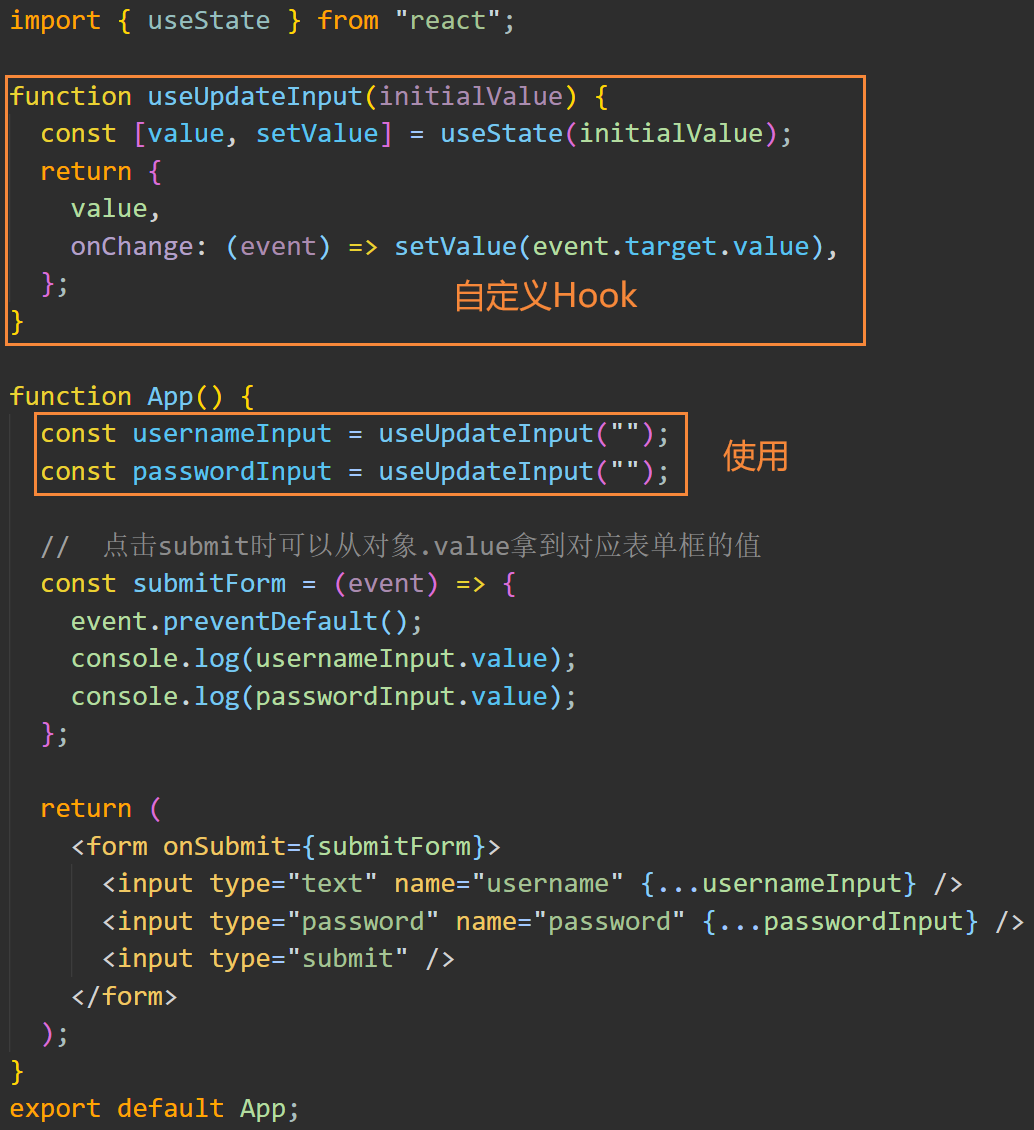 import { useState } from "react";
function useUpdateInput(initialValue) {
const [value, setValue] = useState(initialValue);
return {
value,
onChange: (event) => setValue(event.target.value),
};
自定义Hook
}
function App() {
const usernameInput = useUpdateInput("");
const passwordInput = useUpdateInput("");
使用
// 点击submit时可以从对象.value拿到对应表单框的值
const submitForm = (event) => {
event.preventDefault();
console.log(usernameInput.value);
console.log(passwordInput.value);
};
return (
<form onSubmit={submitForm}>
<input type="text" name="username" {...usernameInput} />
<input type="password" name="password" {...passwordInput} />
<input type="submit" />
</form>
);
}
export default App;